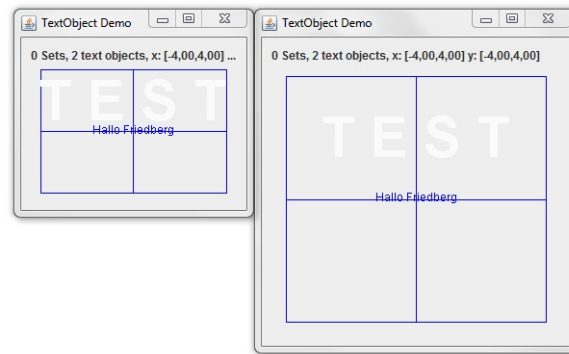 TextObject Demo
0 Sets, 2 text objects, x: [-4,00,4,00] ...
TEST
Hallo Friedberg
TextObject Demo
0 Sets, 2 text objects, x: [-4,00,4,00] y: [-4,00,4,00]
TEST
Hallo Friedberg